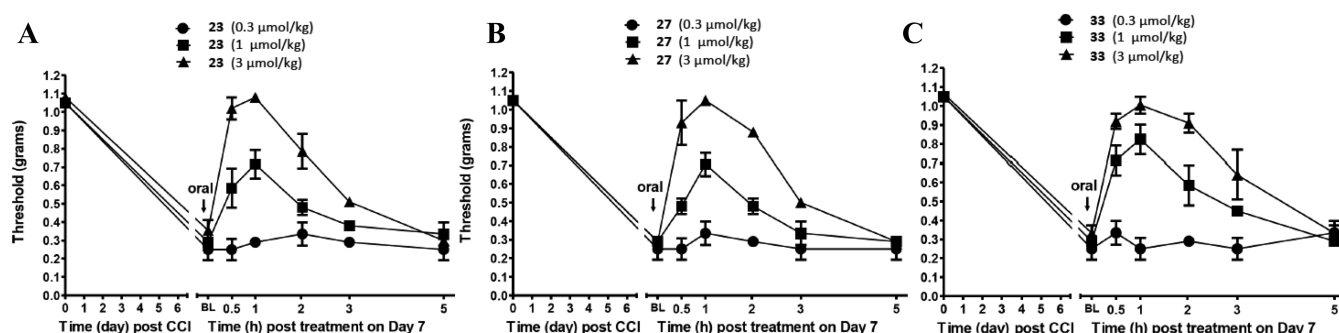 A
23 (0.3 μmol/kg)
23 (1 μmol/kg)
23 (3 μmol/kg)
Threshold (grams)
1.2
1.1
1.0
0.9
0.8
0.7
0.6
0.5
0.4
0.3
0.2
0.1
0.0
oral
0 1 2 3 4 5 6 BL 0.5 1 2 3 5
Time (day) post CCI Time (h) post treatment on Day 7
B
27 (0.3 μmol/kg)
27 (1 μmol/kg)
27 (3 μmol/kg)
Threshold (grams)
1.2
1.1
1.0
0.9
0.8
0.7
0.6
0.5
0.4
0.3
0.2
0.1
0.0
oral
0 1 2 3 4 5 6 BL 0.5 1 2 3 5
Time (day) post CCI Time (h) post treatment on Day 7
C
33 (0.3 μmol/kg)
33 (1 μmol/kg)
33 (3 μmol/kg)
Threshold (grams)
1.2
1.1
1.0
0.9
0.8
0.7
0.6
0.5
0.4
0.3
0.2
0.1
0.0
oral
0 1 2 3 4 5 6 BL 0.5 1 2 3 5
Time (day) post CCI Time (h) post treatment on Day 7